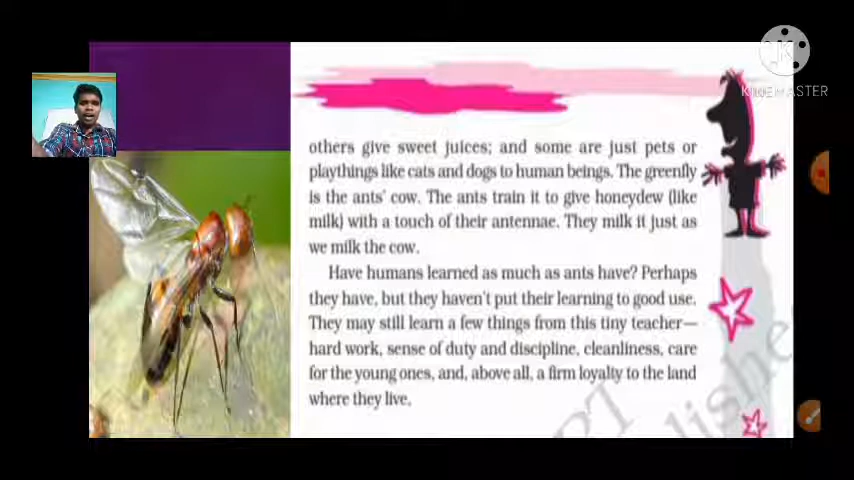 KINEMASTER
others give sweet juices; and some are just pets or
playthings like cats and dogs to human beings. The greenfly
is the ants' cow. The ants train it to give honeydew (like
milk) with a touch of their antennae. They milk it just as
we milk the cow.
Have humans learned as much as ants have? Perhaps
they have, but they haven't put their learning to good use.
They may still learn a few things from this tiny teacher—
hard work, sense of duty and discipline, cleanliness, care
for the young ones, and, above all, a firm loyalty to the land
where they live.